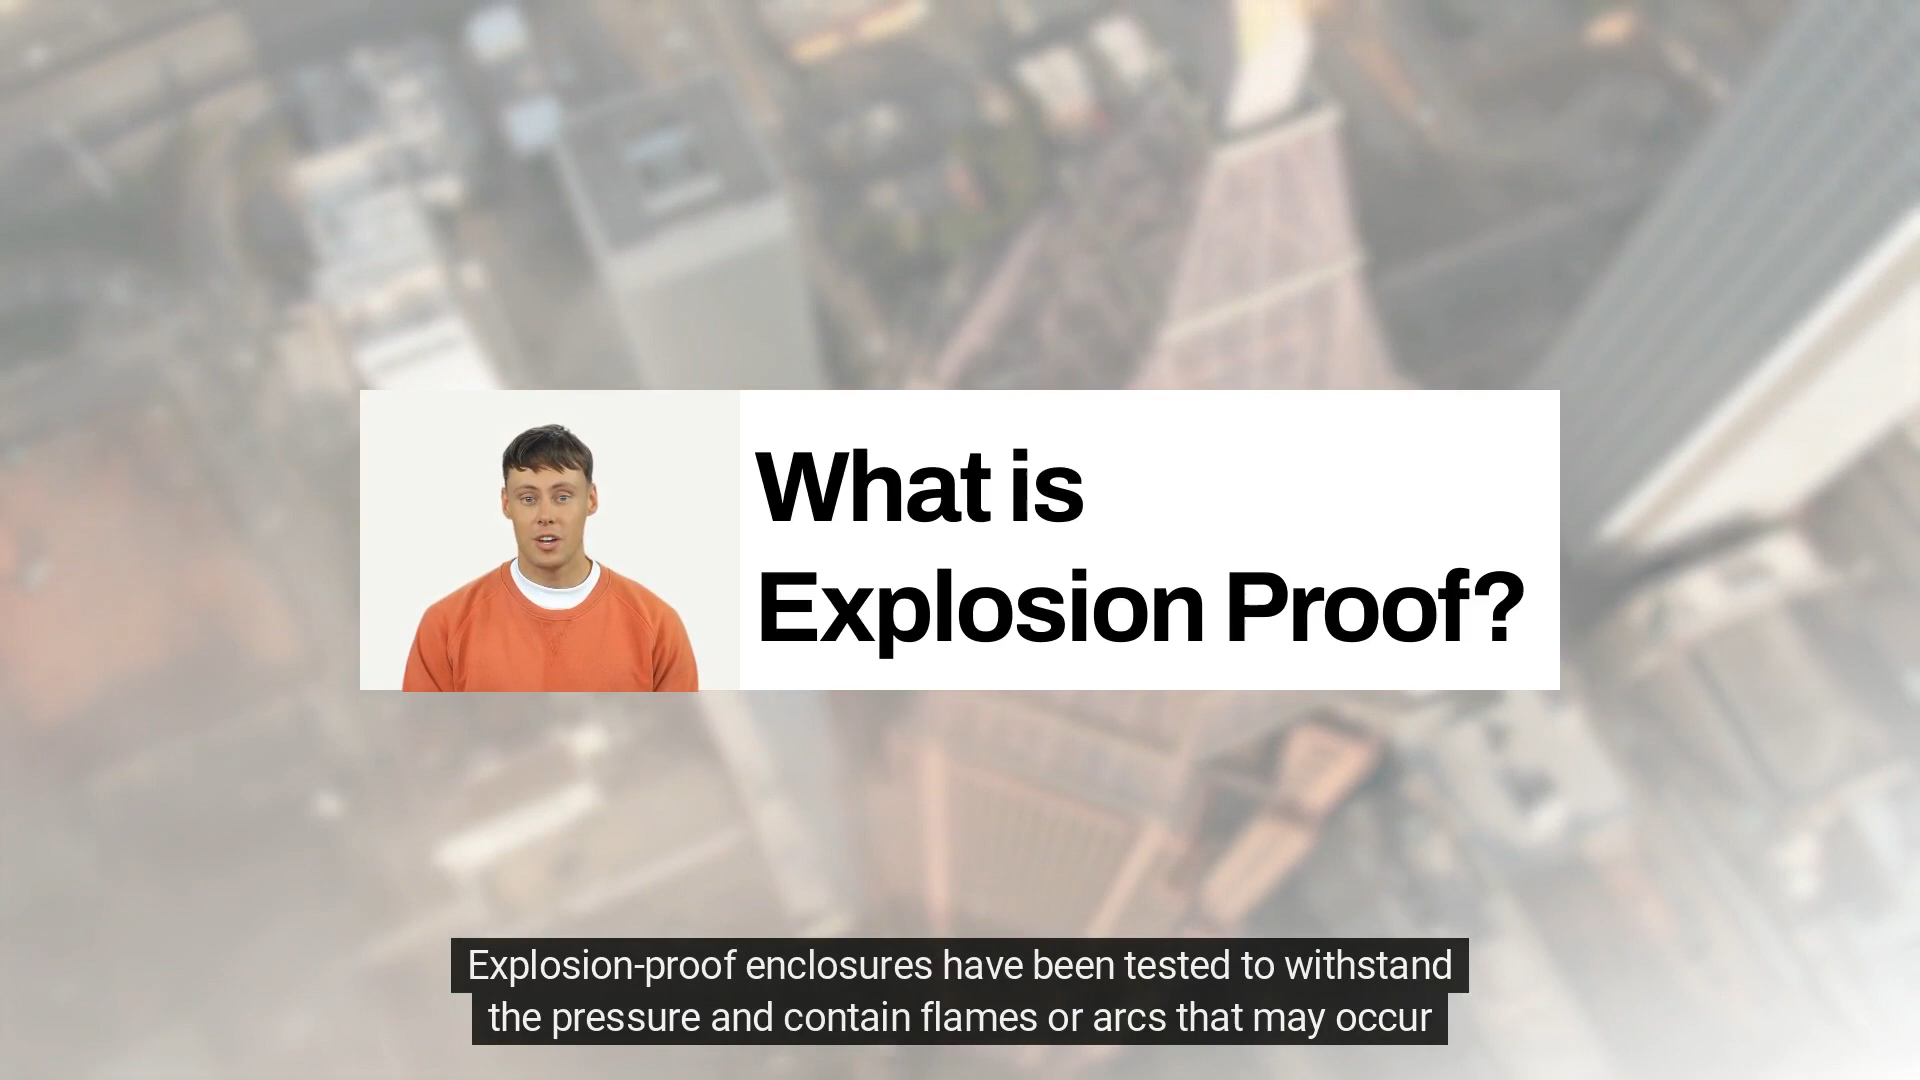 What is
Explosion Proof?
Explosion-proof enclosures have been tested to withstand
the pressure and contain flames or arcs that may occur